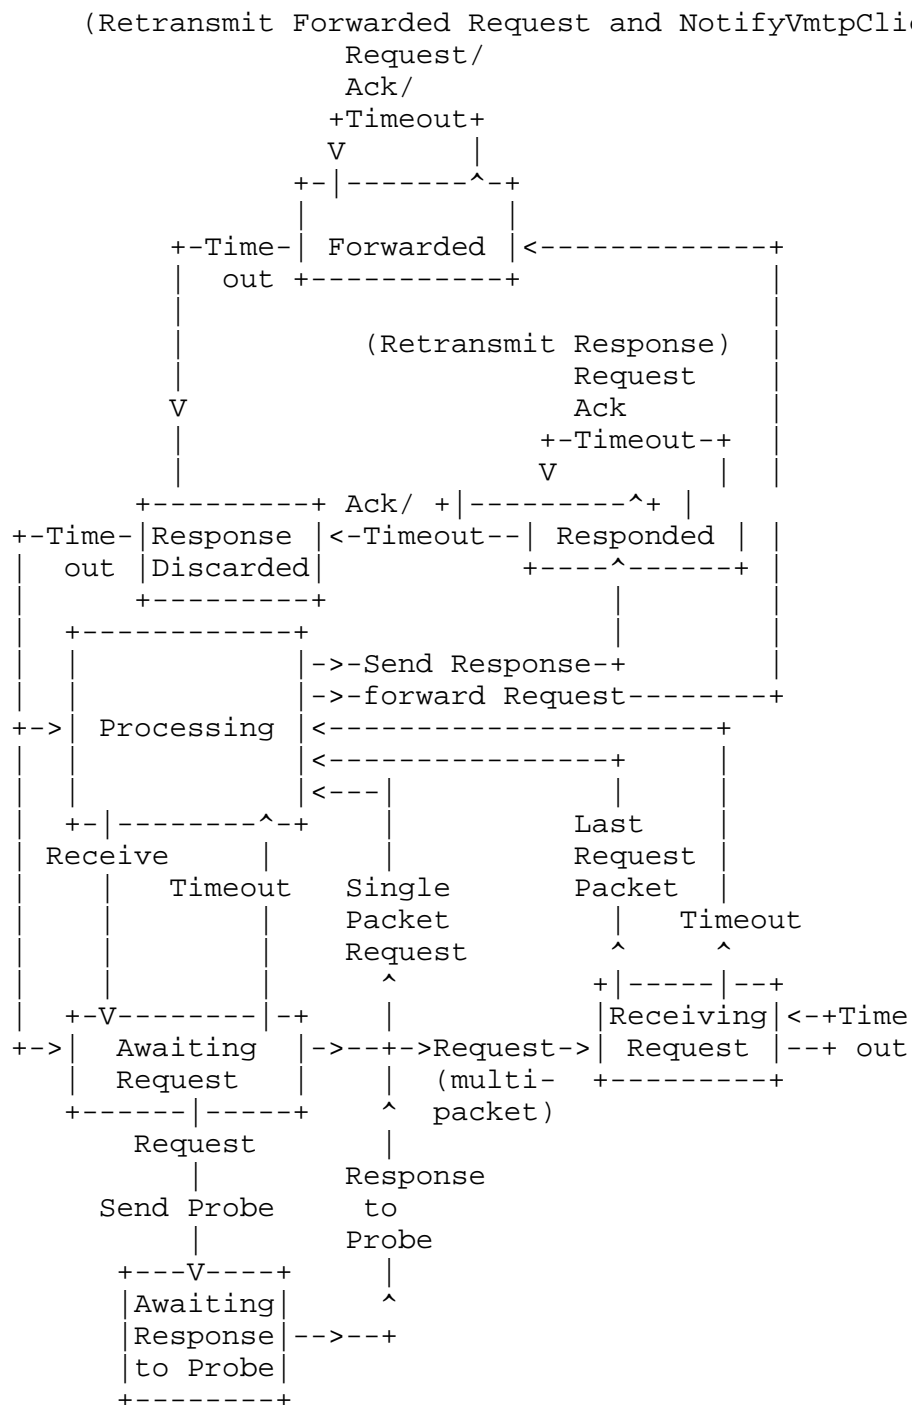 (Retransmit Forwarded Request and NotifyVmtpClie
Request/
Ack/
Timeout
Time- Forwarded
out
(Retransmit Response)
Request
Ack
Timeout
Ack/
Time- Response Timeout Responded
out Discarded
Send Response
forward Request
Processing
Last
Receive Request
Timeout Single Packet
Packet Timeout
Request
Receiving Time
Awaiting Request Request out
Request (multi-
packet)
Request
Response
Send Probe to
Probe
Awaiting
Response
to Probe